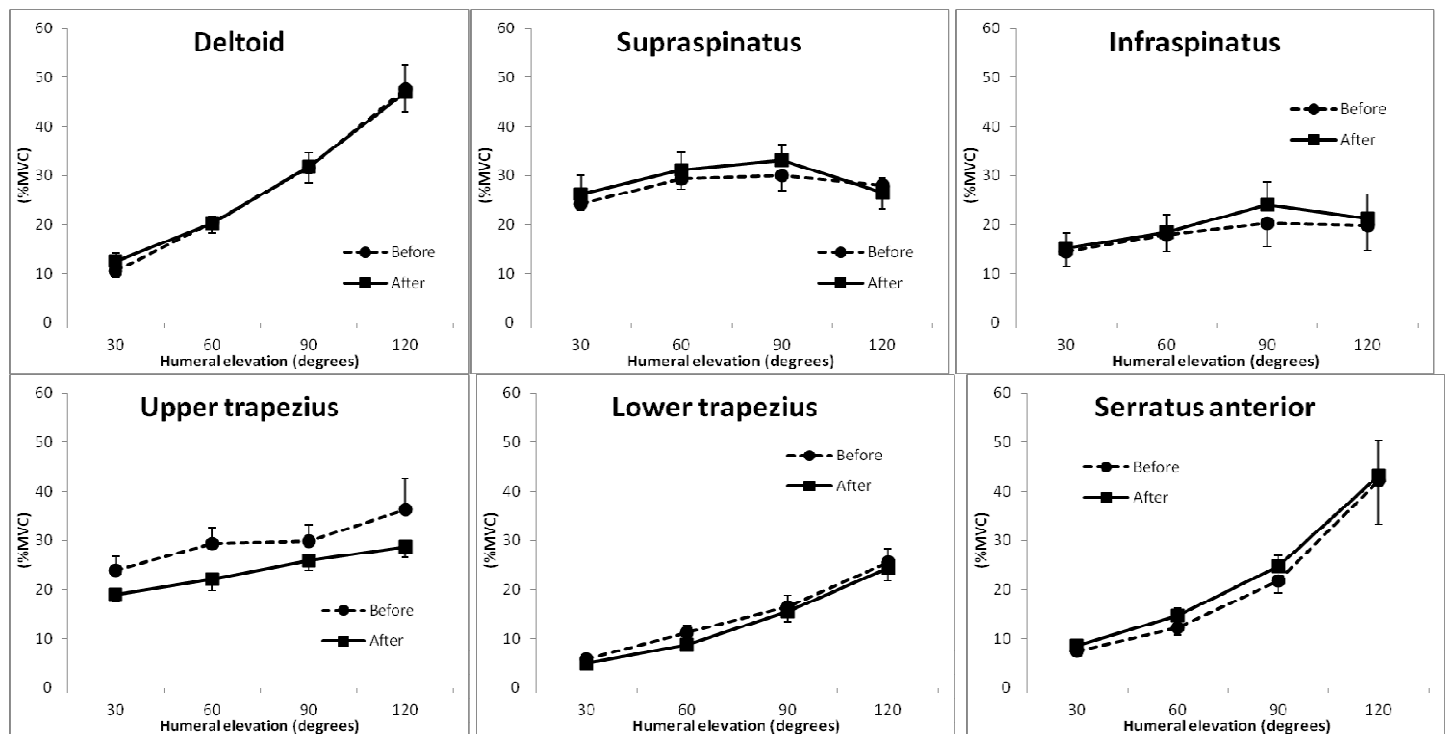 Deltoid
60
50
40
30
20
10
0
(%MVC)
Before
After
30 60 90 120
Humeral elevation (degrees)
Supraspinatus
60
50
40
30
20
10
0
(%MVC)
Before
After
30 60 90 120
Humeral elevation (degrees)
Infraspinatus
60
50
40
30
20
10
0
(%MVC)
Before
After
30 60 90 120
Humeral elevation (degrees)
Upper trapezius
60
50
40
30
20
10
0
(%MVC)
Before
After
30 60 90 120
Humeral elevation (degrees)
Lower trapezius
60
50
40
30
20
10
0
(%MVC)
Before
After
30 60 90 120
Humeral elevation (degrees)
Serratus anterior
60
50
40
30
20
10
0
(%MVC)
Before
After
30 60 90 120
Humeral elevation (degrees)